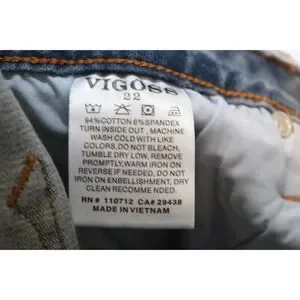 VIGOSS
22
94%COTTON 6%SPANDEX
TURN INSIDE OUT , MACHINE
WASH COLD WITH LIKE
COLORS, DO NOT BLEACH,
TUMBLE DRY LOW, REMOVE
PROMPTLY,WARM IRON ON
REVERSE IF NEEDED, DO NOT
IRON ON EMBELLISHMENT, DRY
CLEAN RECOMME NDED.
RN # 110712 CA# 29438
MADE IN VIETNAM